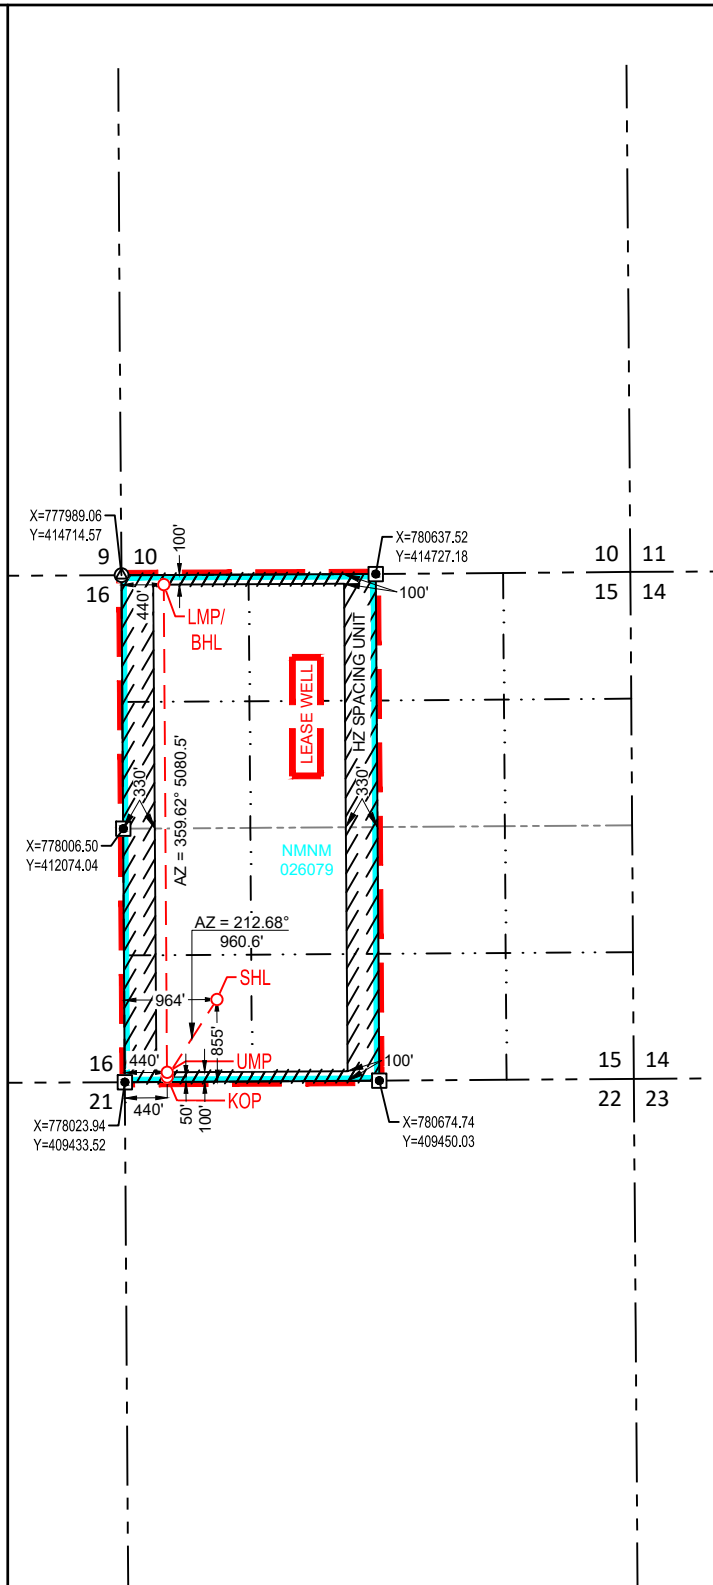 X=777989.06
Y=414714.57
X=780637.52
Y=414727.18
9 10
100'
10 11
16
15 14
440'
100'
LMP/
BHL
LEASE WELL
HZ SPACING UNIT
AZ = 359.62° 5080.5'
330'
330'
X=778006.50
Y=412074.04
NMNM
026079
AZ = 212.68°
960.6'
SHL
964'
855'
16
440'
UMP
100'
15 14
21
440'
50'
100'
KOP
22 23
X=778023.94
Y=409433.52
X=780674.74
Y=409450.03